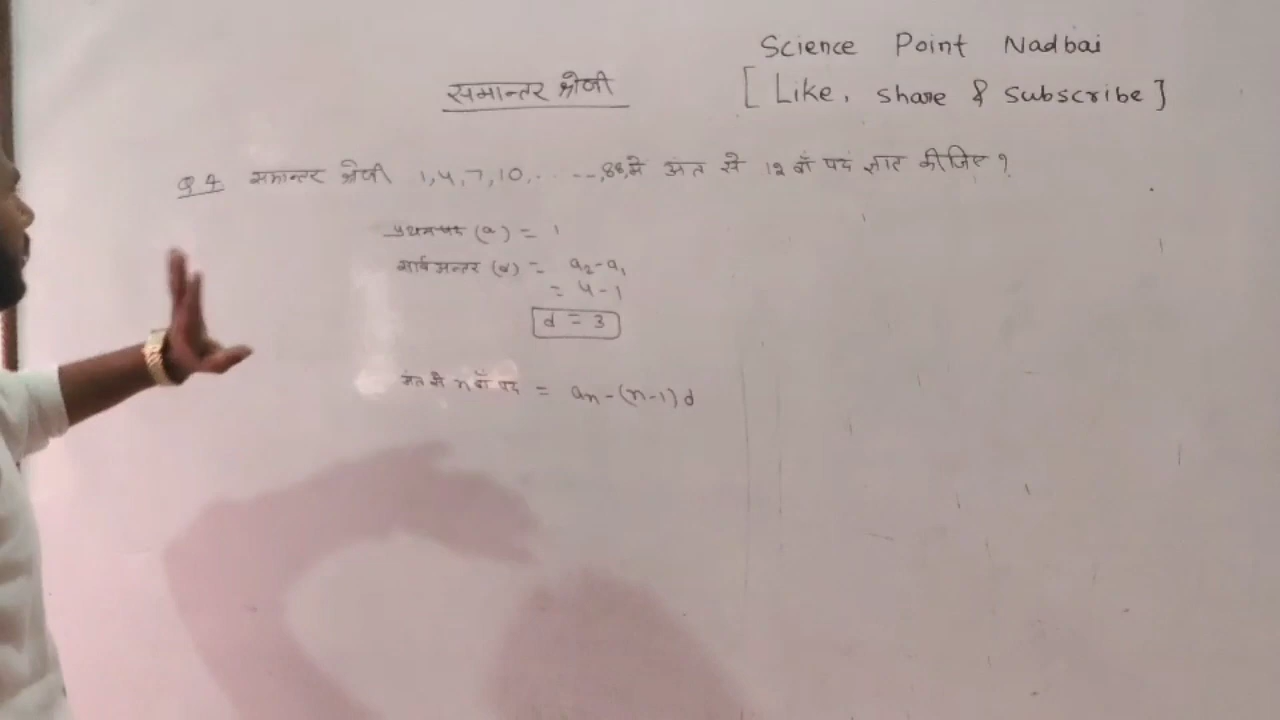 Science Point Nadbai
समान्तर श्रेणी
[ Like, share & subscribe ]
Q 4 समान्तर श्रेणी 1, 4, 7, 10, - - - -, 88, मे अंत से 12 वाँ पद ज्ञात कीजिए ?
प्रथम पद (a) = 1
सार्वअन्तर (d) = a₂-a₁
= 4-1
d = 3
अंत से n वाँ पद = an-(n-1)d